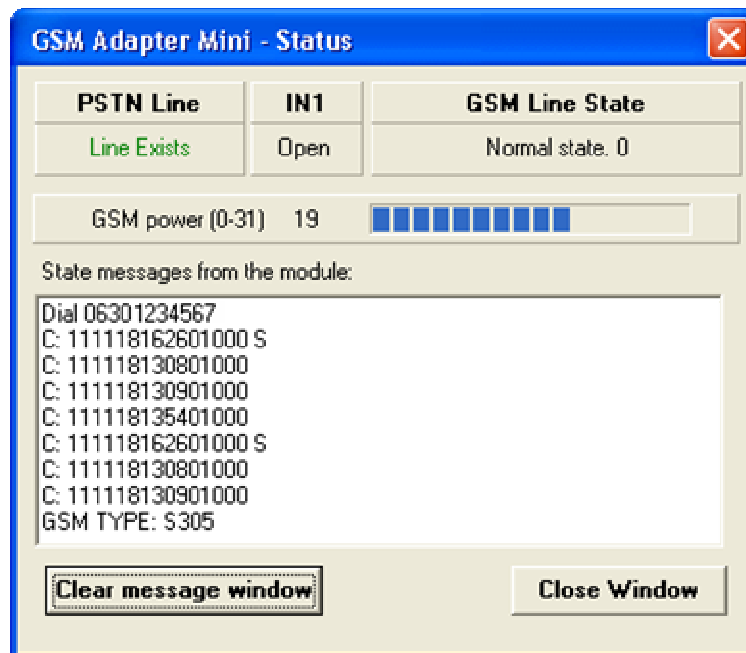 GSM Adapter Mini - Status
PSTN Line IN1 GSM Line State
Line Exists Open Normal state. 0
GSM power (0-31) 19
State messages from the module:
Dial 06301234567
C: 111118162601000 S
C: 111118130801000
C: 111118130901000
C: 111118135401000
C: 111118162601000 S
C: 111118130801000
C: 111118130901000
GSM TYPE: S305
Clear message window Close Window